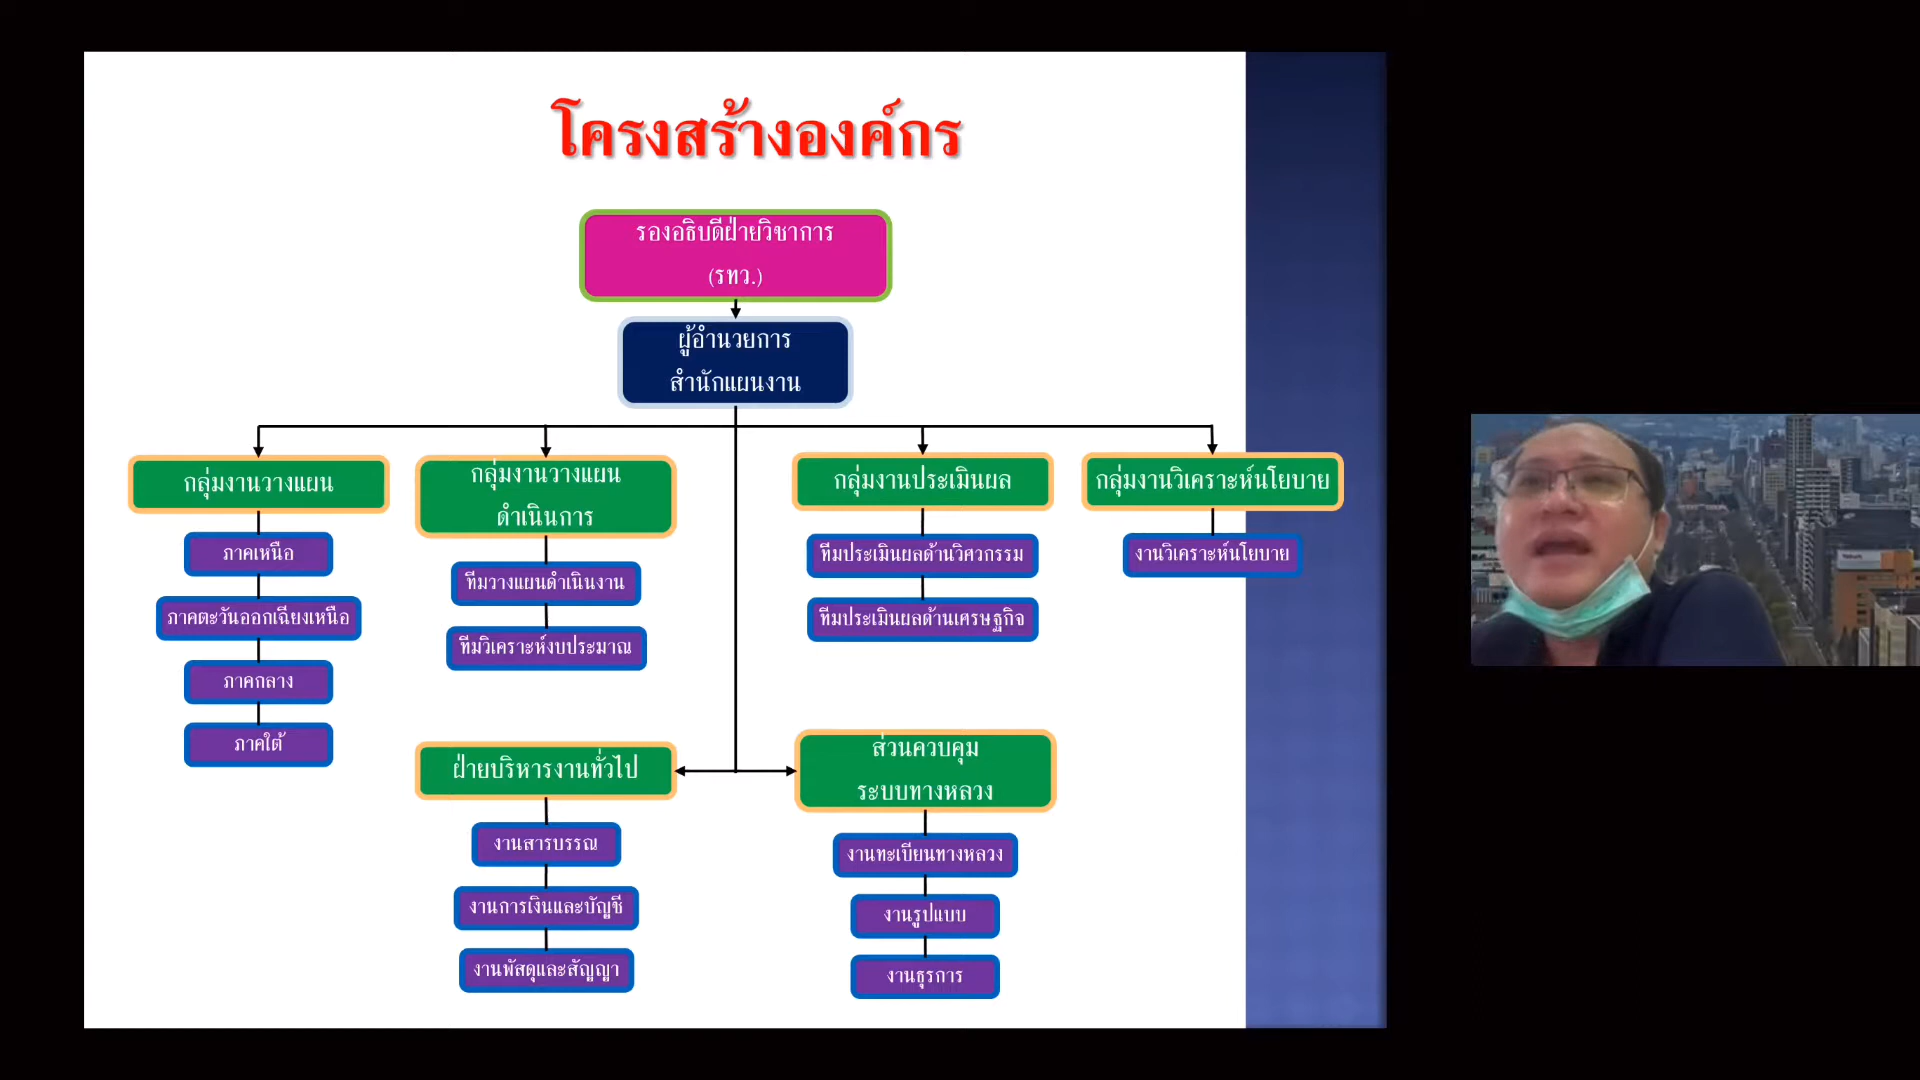 โครงสร้างองค์กร
รองอธิบดีฝ่ายวิชาการ
(รทว.)
ผู้อำนวยการ
สำนักแผนงาน
กลุ่มงานวางแผน
ภาคเหนือ
ภาคตะวันออกเฉียงเหนือ
ภาคกลาง
ภาคใต้
กลุ่มงานวางแผน
ดำเนินการ
ทีมวางแผนดำเนินงาน
ทีมวิเคราะห์งบประมาณ
กลุ่มงานประเมินผล
ทีมประเมินผลด้านวิศวกรรม
ทีมประเมินผลด้านเศรษฐกิจ
กลุ่มงานวิเคราะห์นโยบาย
งานวิเคราะห์นโยบาย
ฝ่ายบริหารงานทั่วไป
งานสารบรรณ
งานการเงินและบัญชี
งานพัสดุและสัญญา
ส่วนควบคุม
ระบบทางหลวง
งานทะเบียนทางหลวง
งานรูปแบบ
งานธุรการ